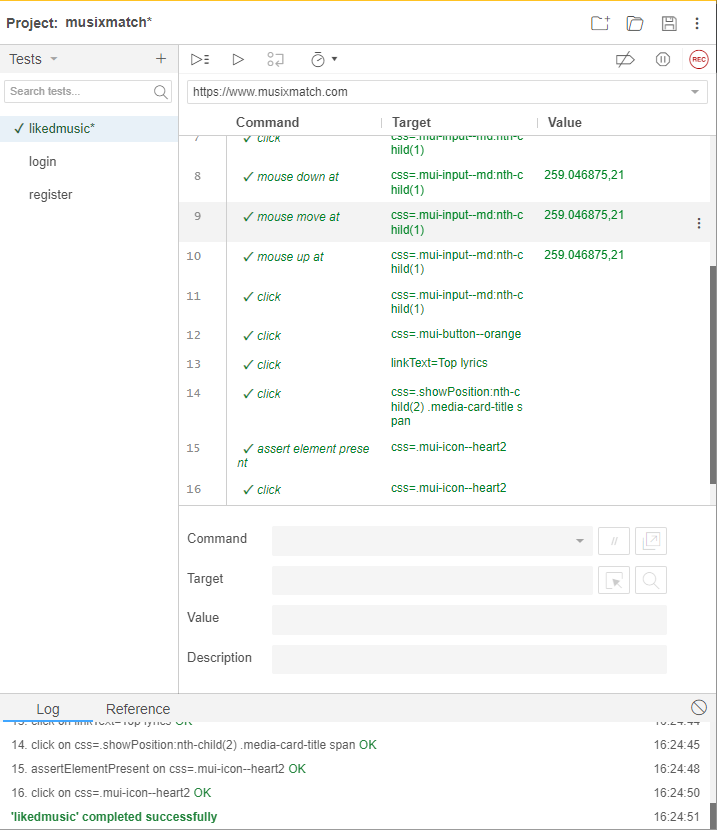 Project: musixmatch*
Tests
+
Search tests...
REC
https://www.musixmatch.com
Command Target Value
✓ likedmusic*
login
register
7 ✓ click css=.mui-input--md:nth-c
hild(1)
8 ✓ mouse down at css=.mui-input--md:nth-c 259.046875,21
hild(1)
9 ✓ mouse move at css=.mui-input--md:nth-c 259.046875,21
hild(1)
10 ✓ mouse up at css=.mui-input--md:nth-c 259.046875,21
hild(1)
11 ✓ click css=.mui-input--md:nth-c
hild(1)
12 ✓ click css=.mui-button--orange
13 ✓ click linkText=Top lyrics
14 ✓ click css=.showPosition:nth-c
hild(2) .media-card-title s
pan
15 ✓ assert element prese css=.mui-icon--heart2
nt
16 ✓ click css=.mui-icon--heart2
Command //
Target
Value
Description
Log Reference
13. click on linkText=Top lyrics OK 16:24:44
14. click on css=.showPosition:nth-child(2) .media-card-title span OK 16:24:45
15. assertElementPresent on css=.mui-icon--heart2 OK 16:24:48
16. click on css=.mui-icon--heart2 OK 16:24:50
'likedmusic' completed successfully 16:24:51